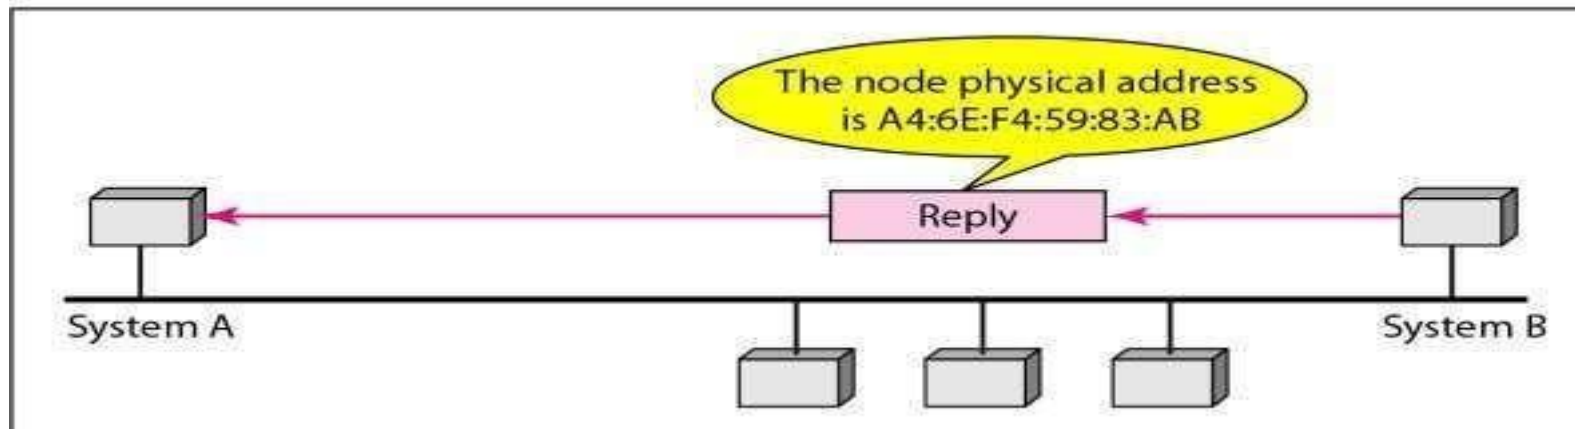 The node physical address
is A4:6E:F4:59:83:AB
Reply
System A
System B